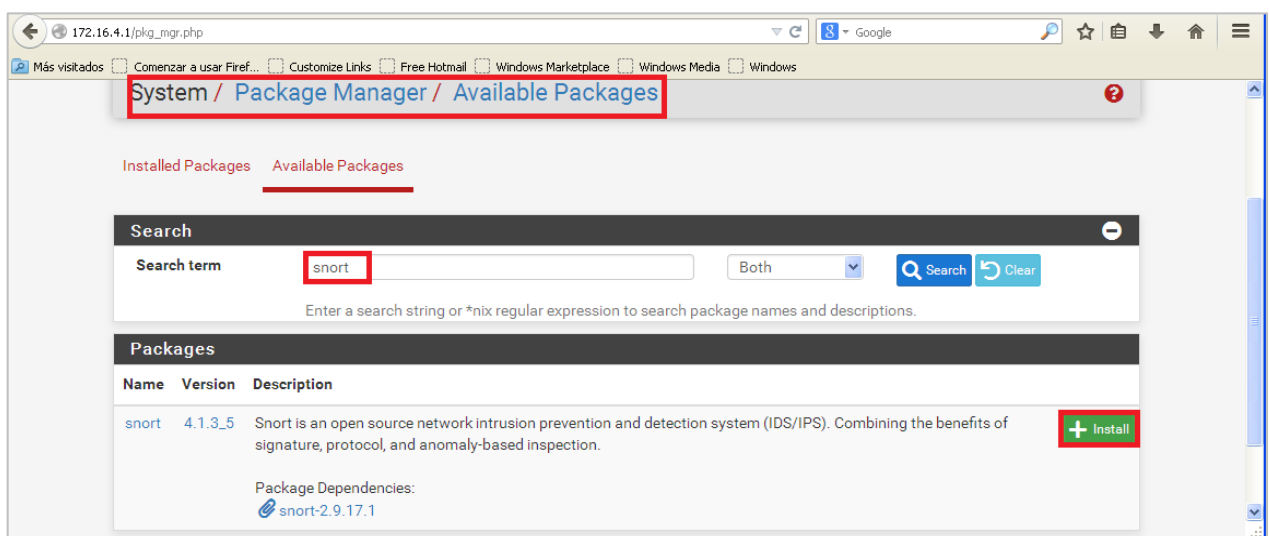 172.16.4.1/pkg_mgr.php
8 Google
Más visitados Comenzar a usar Firef... Customize Links Free Hotmail Windows Marketplace Windows Media Windows
System / Package Manager / Available Packages
Installed Packages Available Packages
Search
Search term snort Both Search Clear
Enter a search string or *nix regular expression to search package names and descriptions.
Packages
Name Version Description
snort 4.1.3_5 Snort is an open source network intrusion prevention and detection system (IDS/IPS). Combining the benefits of
signature, protocol, and anomaly-based inspection.
Install
Package Dependencies:
snort-2.9.17.1